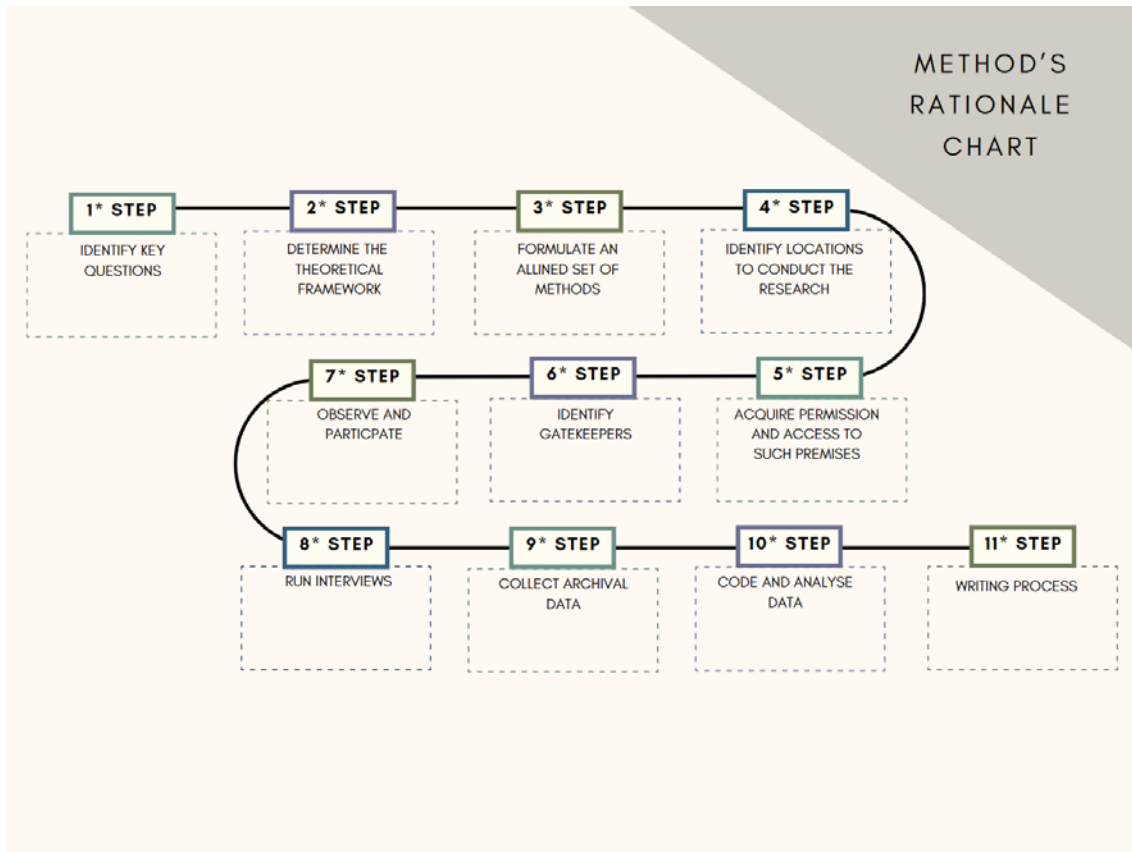 METHOD'S
RATIONALE
CHART
1* STEP
IDENTIFY KEY
QUESTIONS
2* STEP
DETERMINE THE
THEORETICAL
FRAMEWORK
3* STEP
FORMULATE AN
ALLINED SET OF
METHODS
4* STEP
IDENTIFY LOCATIONS
TO CONDUCT THE
RESEARCH
5* STEP
ACQUIRE PERMISSION
AND ACCESS TO
SUCH PREMISES
6* STEP
IDENTIFY
GATEKEEPERS
7* STEP
OBSERVE AND
PARTICPATE
8* STEP
RUN INTERVIEWS
9* STEP
COLLECT ARCHIVAL
DATA
10* STEP
CODE AND ANALYSE
DATA
11* STEP
WRITING PROCESS